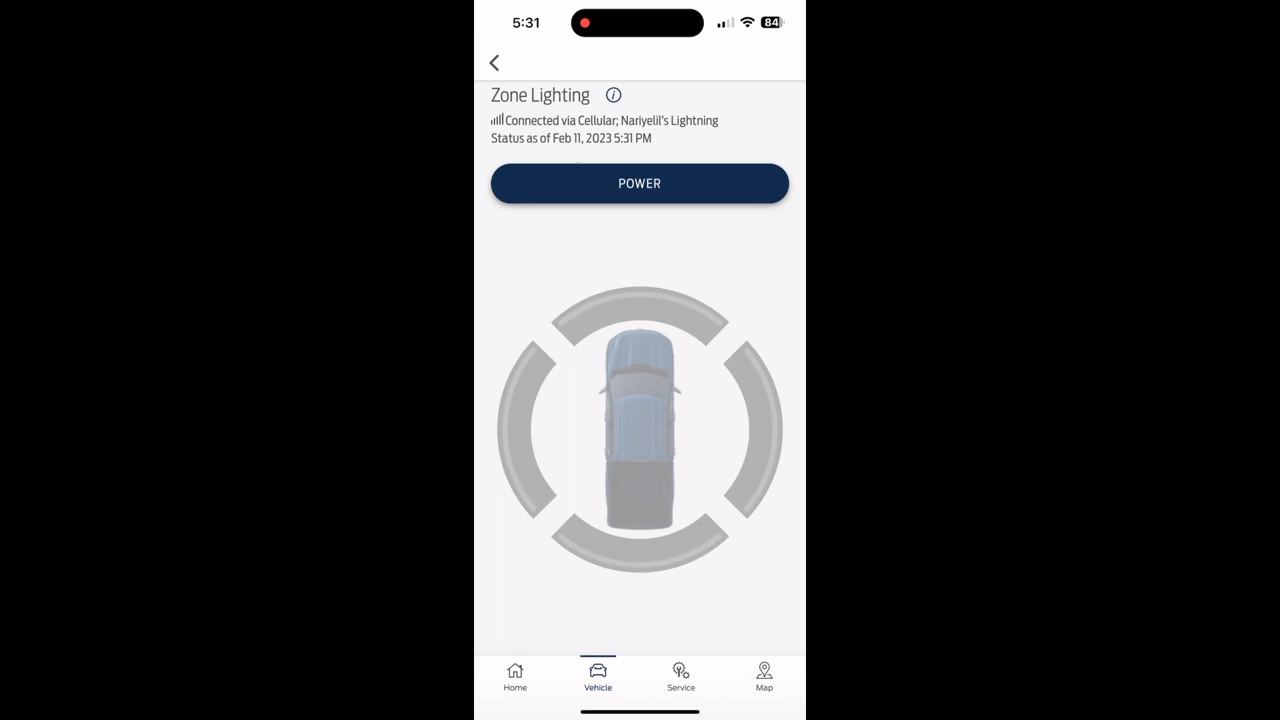 5:31
84
Zone Lighting
Connected via Cellular; Nariyelil's Lightning
Status as of Feb 11, 2023 5:31 PM
POWER
Home Vehicle Service Map